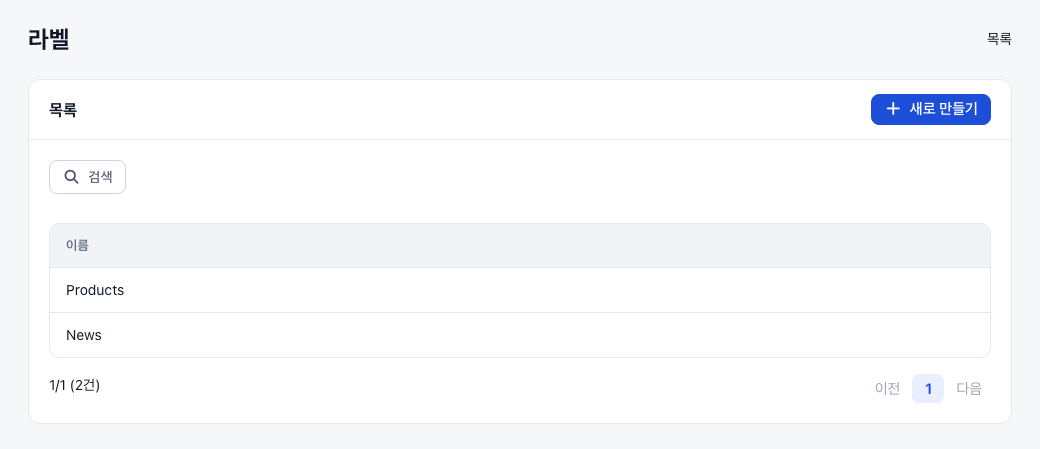 라벨
목록
목록
새로 만들기
검색
이름
Products
News
1/1 (2건)
이전 1 다음